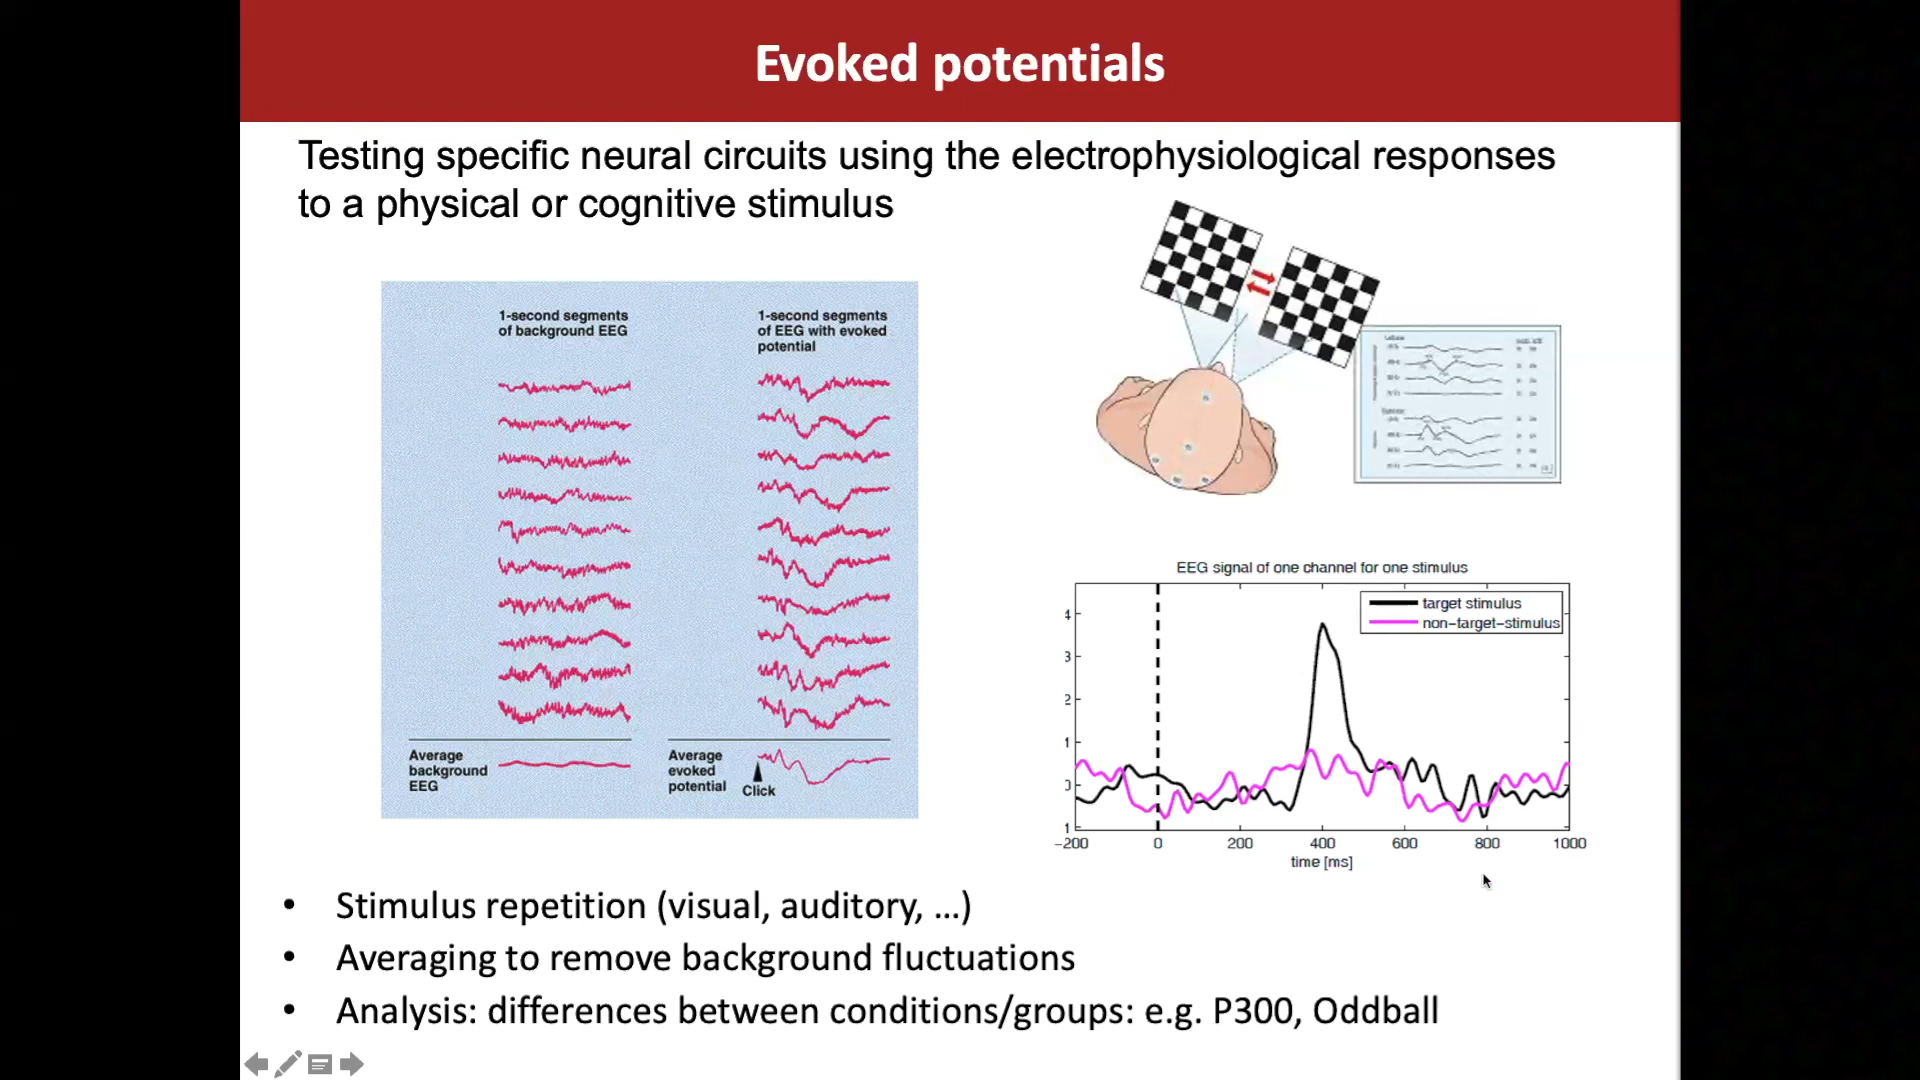 Evoked potentials
Testing specific neural circuits using the electrophysiological responses
to a physical or cognitive stimulus
1-second segments
of background EEG
1-second segments
of EEG with evoked
potential
Average
background
EEG
Average
evoked
potential
Click
EEG signal of one channel for one stimulus
target stimulus
non-target-stimulus
4
3
2
1
0
1
-200 0 200 400 600 800 1000
time [ms]
• Stimulus repetition (visual, auditory, ...)
• Averaging to remove background fluctuations
• Analysis: differences between conditions/groups: e.g. P300, Oddball